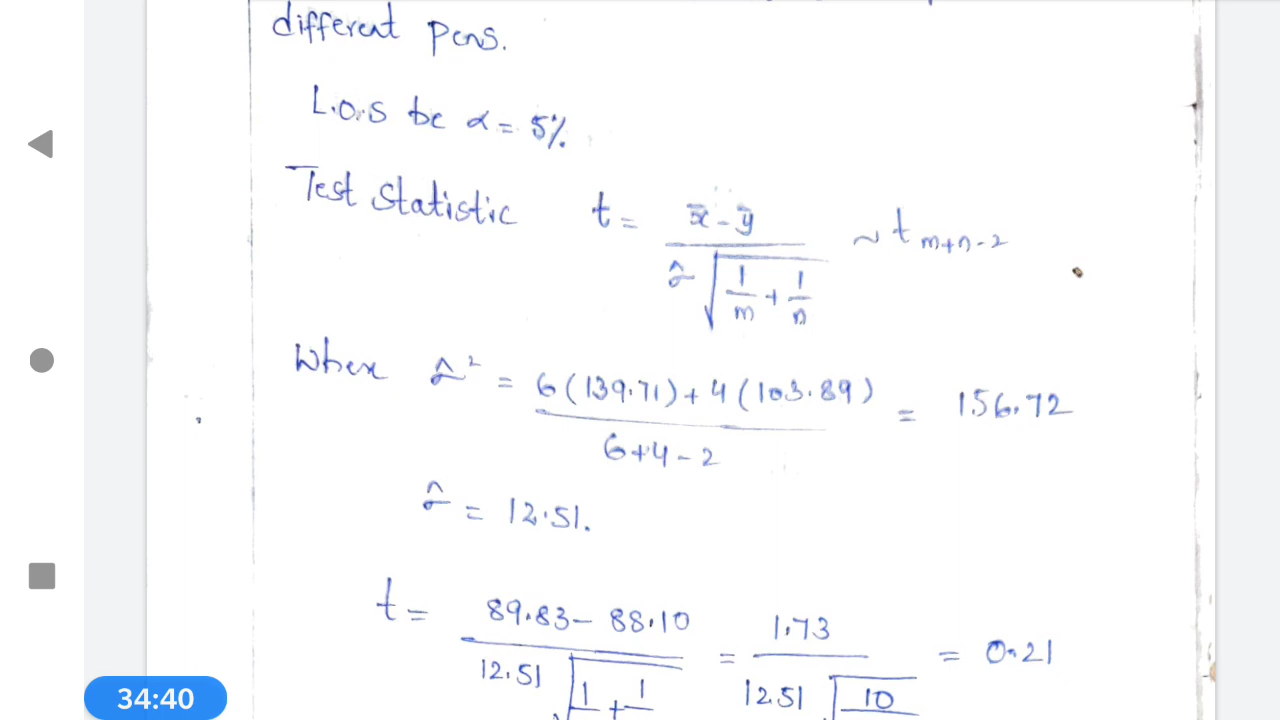 different pens.
L.O.S be α = 5%.
Test Statistic t = x̄ - ȳ / σ̂ √(1/m + 1/n) ~ t m+n-2
Where σ̂² = 6(139.71) + 4(103.89) / 6+4-2 = 156.72
σ̂ = 12.51.
t = 89.83 - 88.10 / 12.51 √(1 + 1 = 1.73 / 12.51 √10 = 0.21
34:40